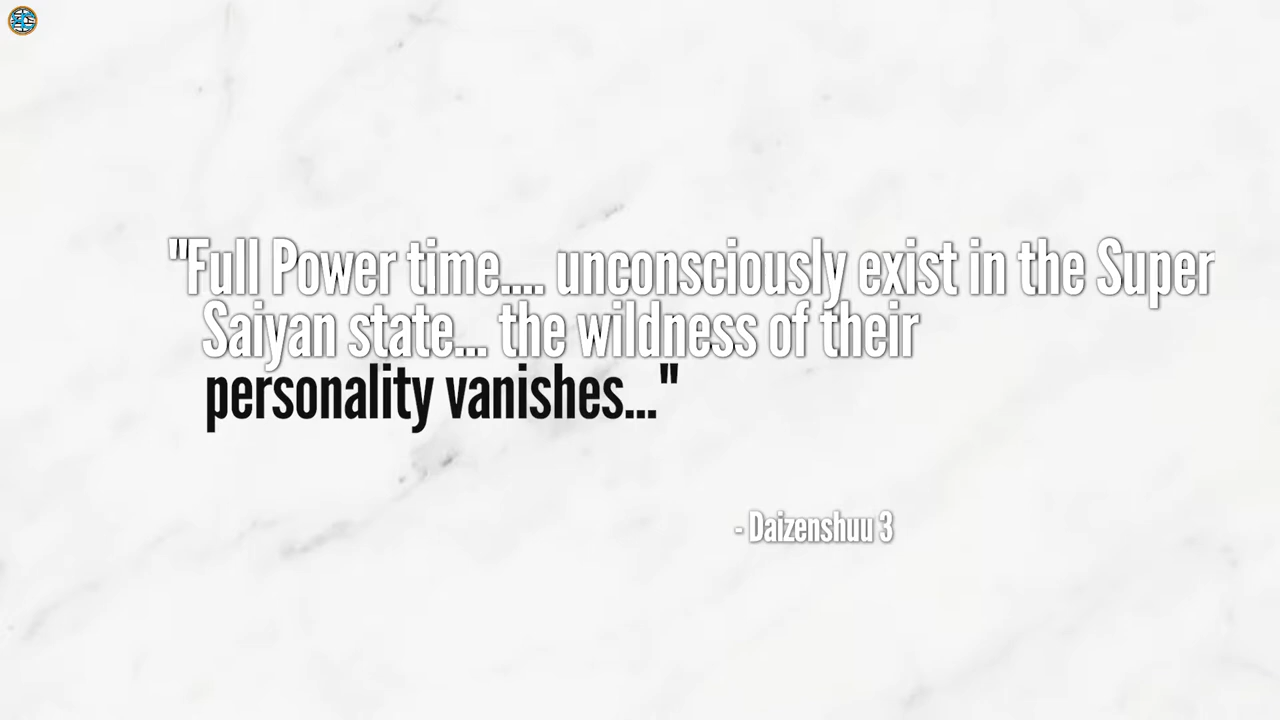 "Full Power time.... unconsciously exist in the Super
Saiyan state... the wildness of their
personality vanishes..."
- Daizenshuu 3